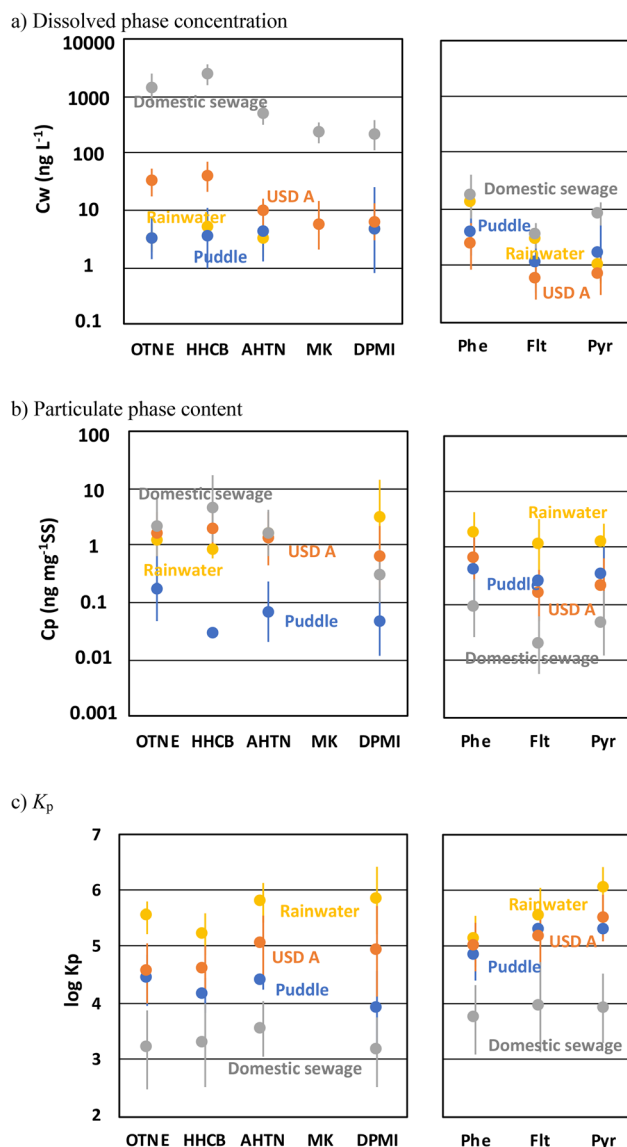 a) Dissolved phase concentration
10000
1000
100
10
1
0.1
Cw (ng L-1)
Domestic sewage
USD A
Rainwater
Puddle
OTNE HHCB AHTN MK DPMI
Domestic sewage
Puddle
Rainwater
USD A
Phe Flt Pyr
b) Particulate phase content
100
10
1
0.1
0.01
0.001
Cp (ng mg-1SS)
Domestic sewage
USD A
Rainwater
Puddle
OTNE HHCB AHTN MK DPMI
Rainwater
Puddle
USD A
Domestic sewage
Phe Flt Pyr
c) Kp
7
6
5
4
3
2
log Kp
Rainwater
USD A
Puddle
Domestic sewage
OTNE HHCB AHTN MK DPMI
Rainwater
USD A
Puddle
Domestic sewage
Phe Flt Pyr